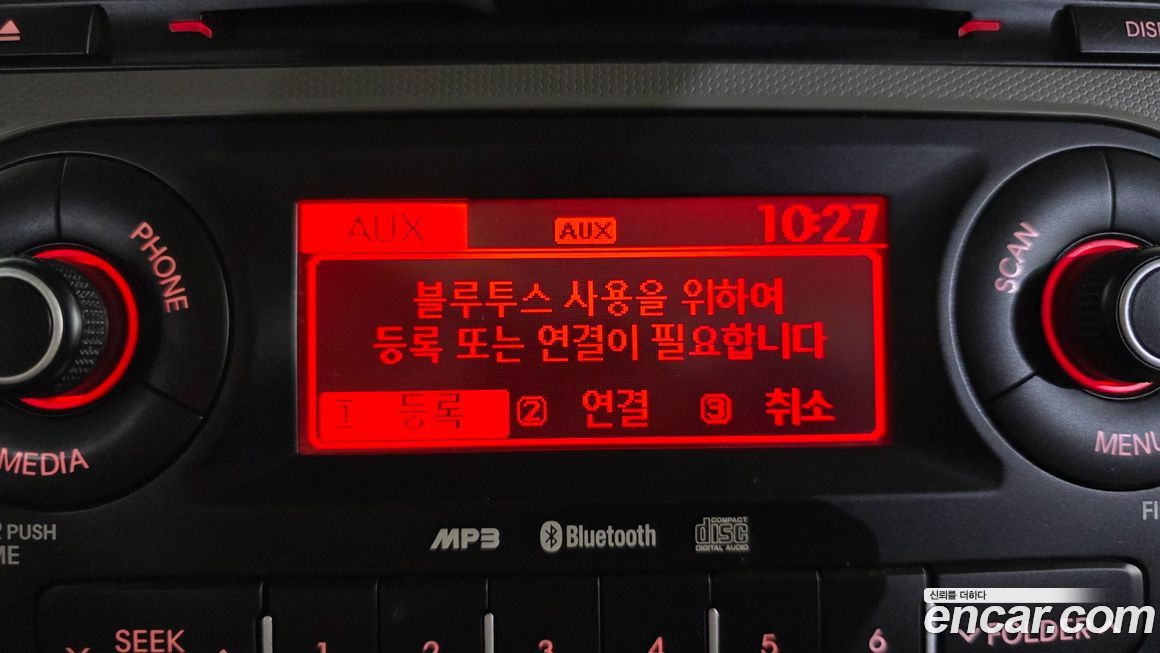 DISP
PHONE
SCAN
AUX AUX 10:27
블루투스 사용을 위하여
등록 또는 연결이 필요합니다
1 등록 2 연결 3 취소
MEDIA
MENU
PUSH
MP3 Bluetooth COMPACT disc DIGITAL AUDIO
신뢰를 더하다
encar.com
SEEK 1 2 3 4 5 6 FOLDER